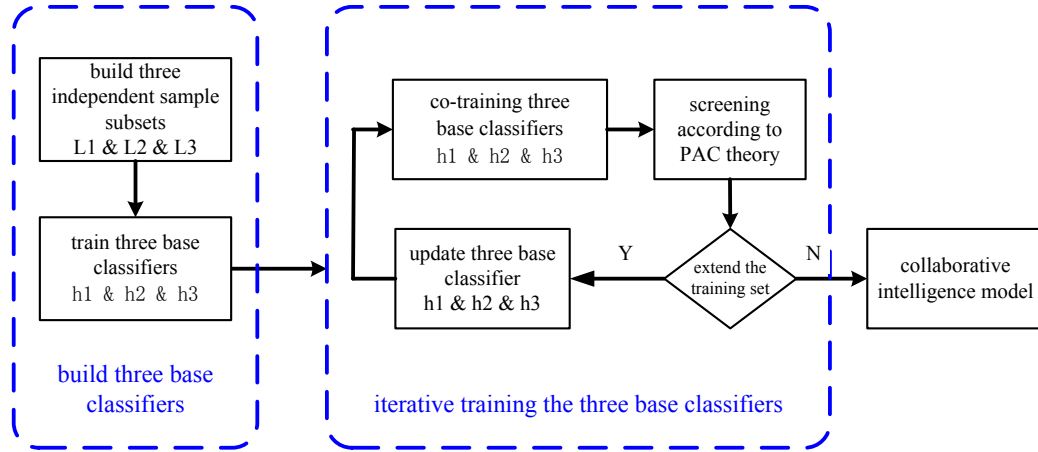 build three
independent sample
subsets
L1 & L2 & L3
train three base
classifiers
h1 & h2 & h3
build three base
classifiers
co-training three
base classifiers
h1 & h2 & h3
screening
according to
PAC theory
extend the
training set
Y
N
update three base
classifier
h1 & h2 & h3
iterative training the three base classifiers
collaborative
intelligence model